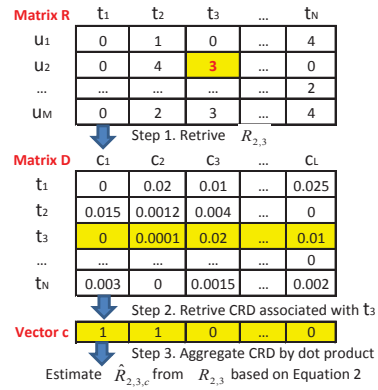 Matrix R t1 t2 t3 ... tN
u1 0 1 0 ... 4
u2 0 4 3 ... 0
... ... ... ... ... 2
uM 0 2 3 ... 4
Step 1. Retrive R2,3
Matrix D c1 c2 c3 ... cL
t1 0 0.02 0.01 ... 0.025
t2 0.015 0.0012 0.004 ... 0
t3 0 0.0001 0.02 ... 0.01
... ... ... ... ... 0
tN 0.003 0 0.0015 ... 0.002
Step 2. Retrive CRD associated with t3
Vector c 1 1 0 ... 0
Step 3. Aggregate CRD by dot product
Estimate R̂2,3,c from R2,3 based on Equation 2